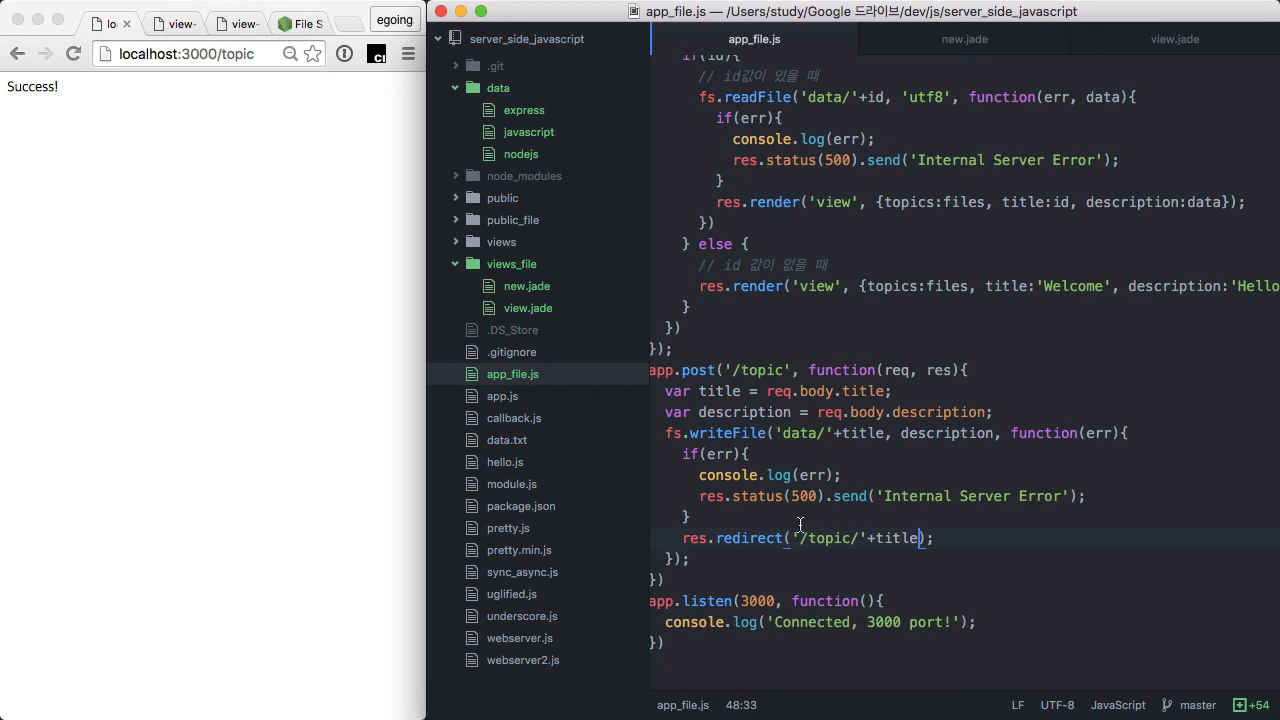 lo
view-
view-
File S
egoing
localhost:3000/topic
Success!
app_file.js — /Users/study/Google 드라이브/dev/js/server_side_javascript
server_side_javascript
.git
data
express
javascript
nodejs
node_modules
public
public_file
views
views_file
new.jade
view.jade
.DS_Store
.gitignore
app_file.js
app.js
callback.js
data.txt
hello.js
module.js
package.json
pretty.js
pretty.min.js
sync_async.js
uglified.js
underscore.js
webserver.js
webserver2.js
app_file.js
new.jade
view.jade
if(id){
// id값이 있을 때
fs.readFile('data/'+id, 'utf8', function(err, data){
if(err){
console.log(err);
res.status(500).send('Internal Server Error');
}
res.render('view', {topics:files, title:id, description:data});
})
} else {
// id 값이 없을 때
res.render('view', {topics:files, title:'Welcome', description:'Hello
}
})
});
app.post('/topic', function(req, res){
var title = req.body.title;
var description = req.body.description;
fs.writeFile('data/'+title, description, function(err){
if(err){
console.log(err);
res.status(500).send('Internal Server Error');
}
res.redirect('/topic/'+title);
});
})
app.listen(3000, function(){
console.log('Connected, 3000 port!');
})
app_file.js 48:33
LF UTF-8 JavaScript master +54